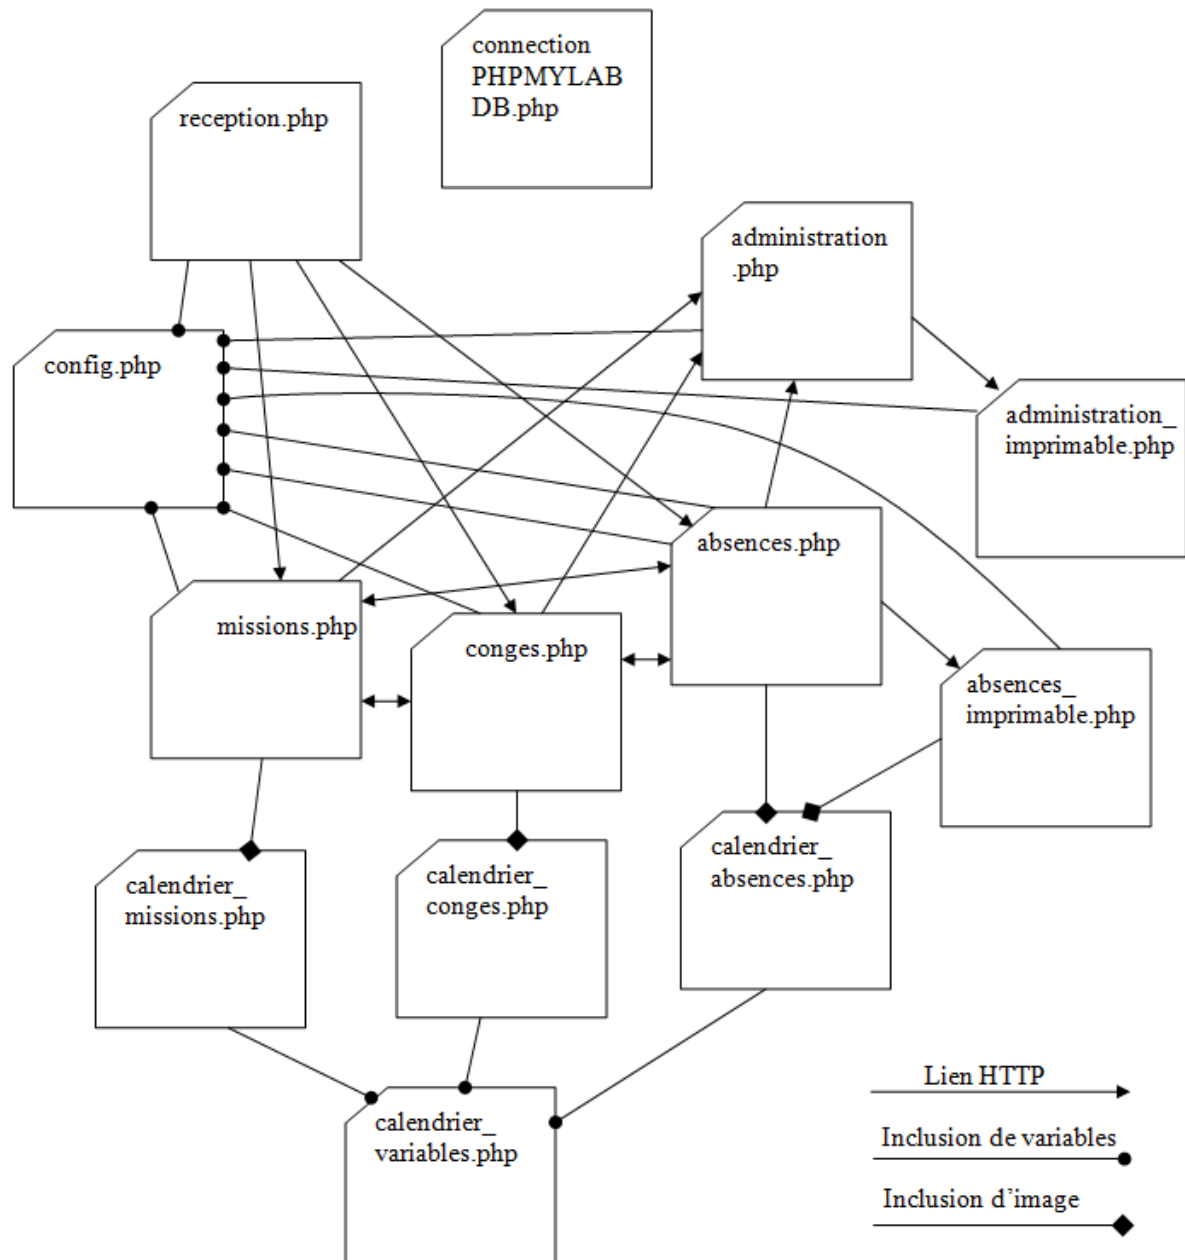 connection
PHPMYLAB
DB.php
reception.php
administration
.php
config.php
administration_
imprimable.php
absences.php
missions.php
conges.php
absences_
imprimable.php
calendrier_
missions.php
calendrier_
conges.php
calendrier_
absences.php
calendrier_
variables.php
Lien HTTP
Inclusion de variables
Inclusion d'image